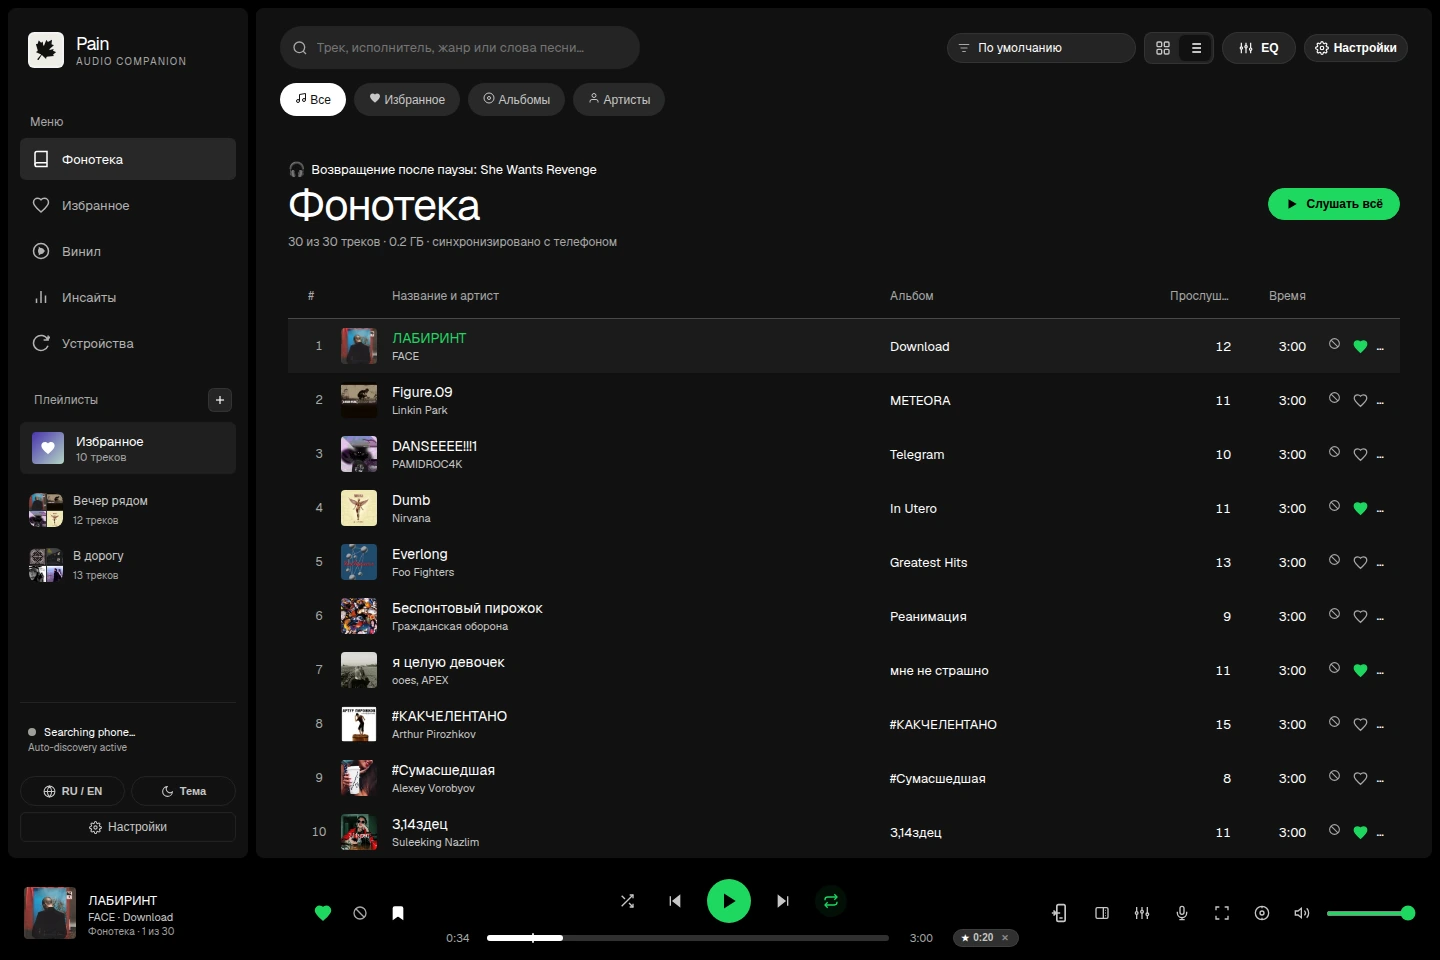 Pain
AUDIO COMPANION
Меню
Фонотека
Избранное
Винил
Инсайты
Устройства
Плейлисты
Избранное
10 треков
Вечер рядом
12 треков
В дорогу
13 треков
Searching phone...
Auto-discovery active
RU / EN
Тема
Настройки
Трек, исполнитель, жанр или слова песни...
По умолчанию
EQ
Настройки
Все
Избранное
Альбомы
Артисты
Возвращение после паузы: She Wants Revenge
Фонотека
30 из 30 треков · 0.2 ГБ · синхронизировано с телефоном
Слушать всё
# Название и артист Альбом Прослуш... Время
1 ЛАБИРИНТ Download 12 3:00 ...
FACE
2 Figure.09 METEORA 11 3:00 ...
Linkin Park
3 DANSEEEE!!!1 Telegram 10 3:00 ...
PAMIDROC4K
4 Dumb In Utero 11 3:00 ...
Nirvana
5 Everlong Greatest Hits 13 3:00 ...
Foo Fighters
6 Беспонтовый пирожок Реанимация 9 3:00 ...
Гражданская оборона
7 я целую девочек мне не страшно 11 3:00 ...
ooes, APEX
8 #КАКЧЕЛЕНТАНО #КАКЧЕЛЕНТАНО 15 3:00 ...
Arthur Pirozhkov
9 #Сумасшедшая #Сумасшедшая 8 3:00 ...
Alexey Vorobyov
10 3,14здец 3,14здец 11 3:00 ...
Suleeking Nazlim
ЛАБИРИНТ
FACE · Download
Фонотека · 1 из 30
0:34
3:00
★ 0:20 ×